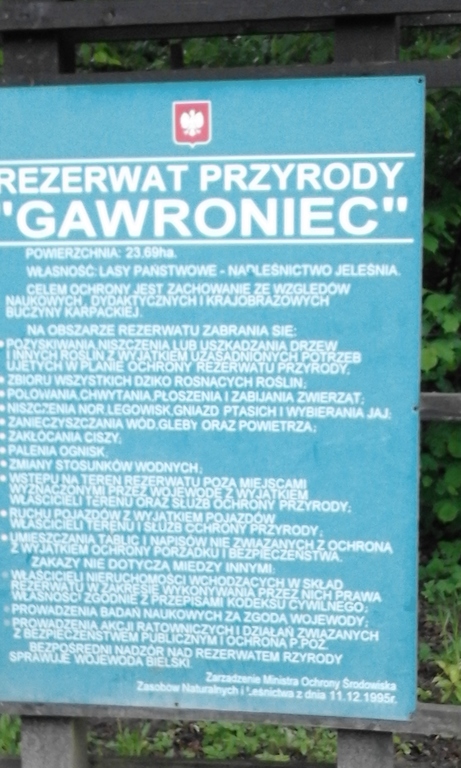 REZERWAT PRZYRODY
"GAWRONIEC"
POWIERZCHNIA: 23.69ha.
WŁASNOŚĆ: LASY PAŃSTWOWE - NADLEŚNICTWO JELEŚNIA.
CELEM OCHRONY JEST ZACHOWANIE ZE WZGLEDÓW
NAUKOWYCH , DYDAKTYCZNYCH I KRAJOBRAZOWYCH
BUCZYNY KARPACKIEJ.
NA OBSZARZE REZERWATU ZABRANIA SIĘ:
• POZYSKIWANIA,NISZCZENIA LUB USZKADZANIA DRZEW
I INNYCH ROŚLIN Z WYJATKIEM UZASADNIONYCH POTRZEB
UJĘTYCH W PLANIE OCHRONY REZERWATU PRZYRODY,
• ZBIORU WSZYSTKICH DZIKO ROSNACYCH ROŚLIN;
• POLOWANIA,CHWYTANIA,PŁOSZENIA I ZABIJANIA ZWIERZĄT;
• NISZCZENIA NOR,LEGOWISK,GNIAZD PTASICH I WYBIERANIA JAJ;
• ZANIECZYSZCZANIA WÓD,GLEBY ORAZ POWIETRZA;
• ZAKŁÓCANIA CISZY;
• PALENIA OGNISK;
• ZMIANY STOSUNKÓW WODNYCH;
• WSTĘPU NA TEREN REZERWATU POZA MIEJSCAMI
WYZNACZONYMI PRZEZ WOJEWODĘ Z WYJATKIEM
WŁAŚCICIELI TERENU ORAZ SŁUŻB OCHRONY PRZYRODY;
• RUCHU POJAZDÓW Z WYJATKIEM POJAZDÓW
WŁAŚCICIELI TERENU I SŁUŻB OCHRONY PRZYRODY;
• UMIESZCZANIA TABLIC I NAPISÓW NIE ZWIĄZANYCH Z OCHRONĄ
Z WYJĄTKIEM OCHRONY PORZĄDKU I BEZPIECZEŃSTWA.
ZAKAZY NIE DOTYCZĄ MIEDZY INNYMI:
• WŁAŚCICIELI NIERUCHOMOŚCI WCHODZĄCYCH W SKŁAD
REZERWATU W ZAKRESIE WYKONYWANIA PRZEZ NICH PRAWA
WŁASNOŚCI ZGODNIE Z PRZEPISAMI KODEKSU CYWILNEGO;
• PROWADZENIA BADAŃ NAUKOWYCH ZA ZGODĄ WOJEWODY;
• PROWADZENIA AKCJI RATOWNICZYCH I DZIAŁAŃ ZWIĄZANYCH
Z BEZPIECZEŃSTWEM PUBLICZNYM I OCHRONĄ P.POŻ.
BEZPOŚREDNI NADZÓR NAD REZERWATEM RZYRODY
SPRAWUJE WOJEWODA BIELSKI.
Zarządzenie Ministra Ochrony Środowiska
Zasobów Naturalnych i Leśnictwa z dnia 11.12.1995r.